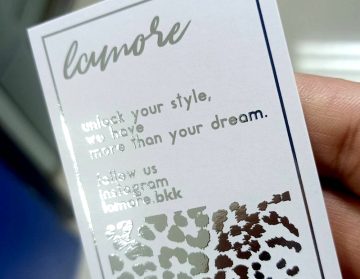 lamore
unlock your style,
we have
more than your dream.
follow us
instagram
lamore.bkk